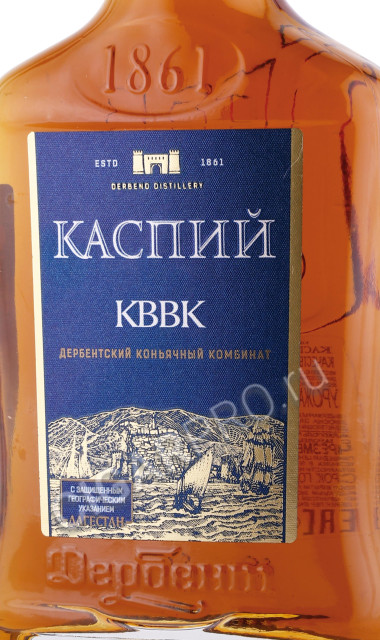 1861
ESTD 1861
DERBEND DISTILLERY
КАСПИЙ
КВВК
ДЕРБЕНТСКИЙ КОНЬЯЧНЫЙ КОМБИНАТ
С ЗАЩИЩЕННЫМ
ГЕОГРАФИЧЕСКИМ
УКАЗАНИЕМ
ДАГЕСТАН
Дербент